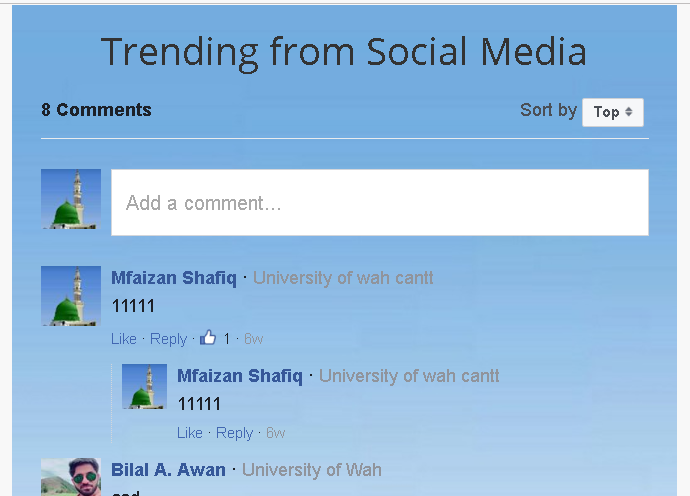 Trending from Social Media
8 Comments Sort by Top
Add a comment...
Mfaizan Shafiq · University of wah cantt
11111
Like · Reply · 1 · 6w
Mfaizan Shafiq · University of wah cantt
11111
Like · Reply · 6w
Bilal A. Awan · University of Wah